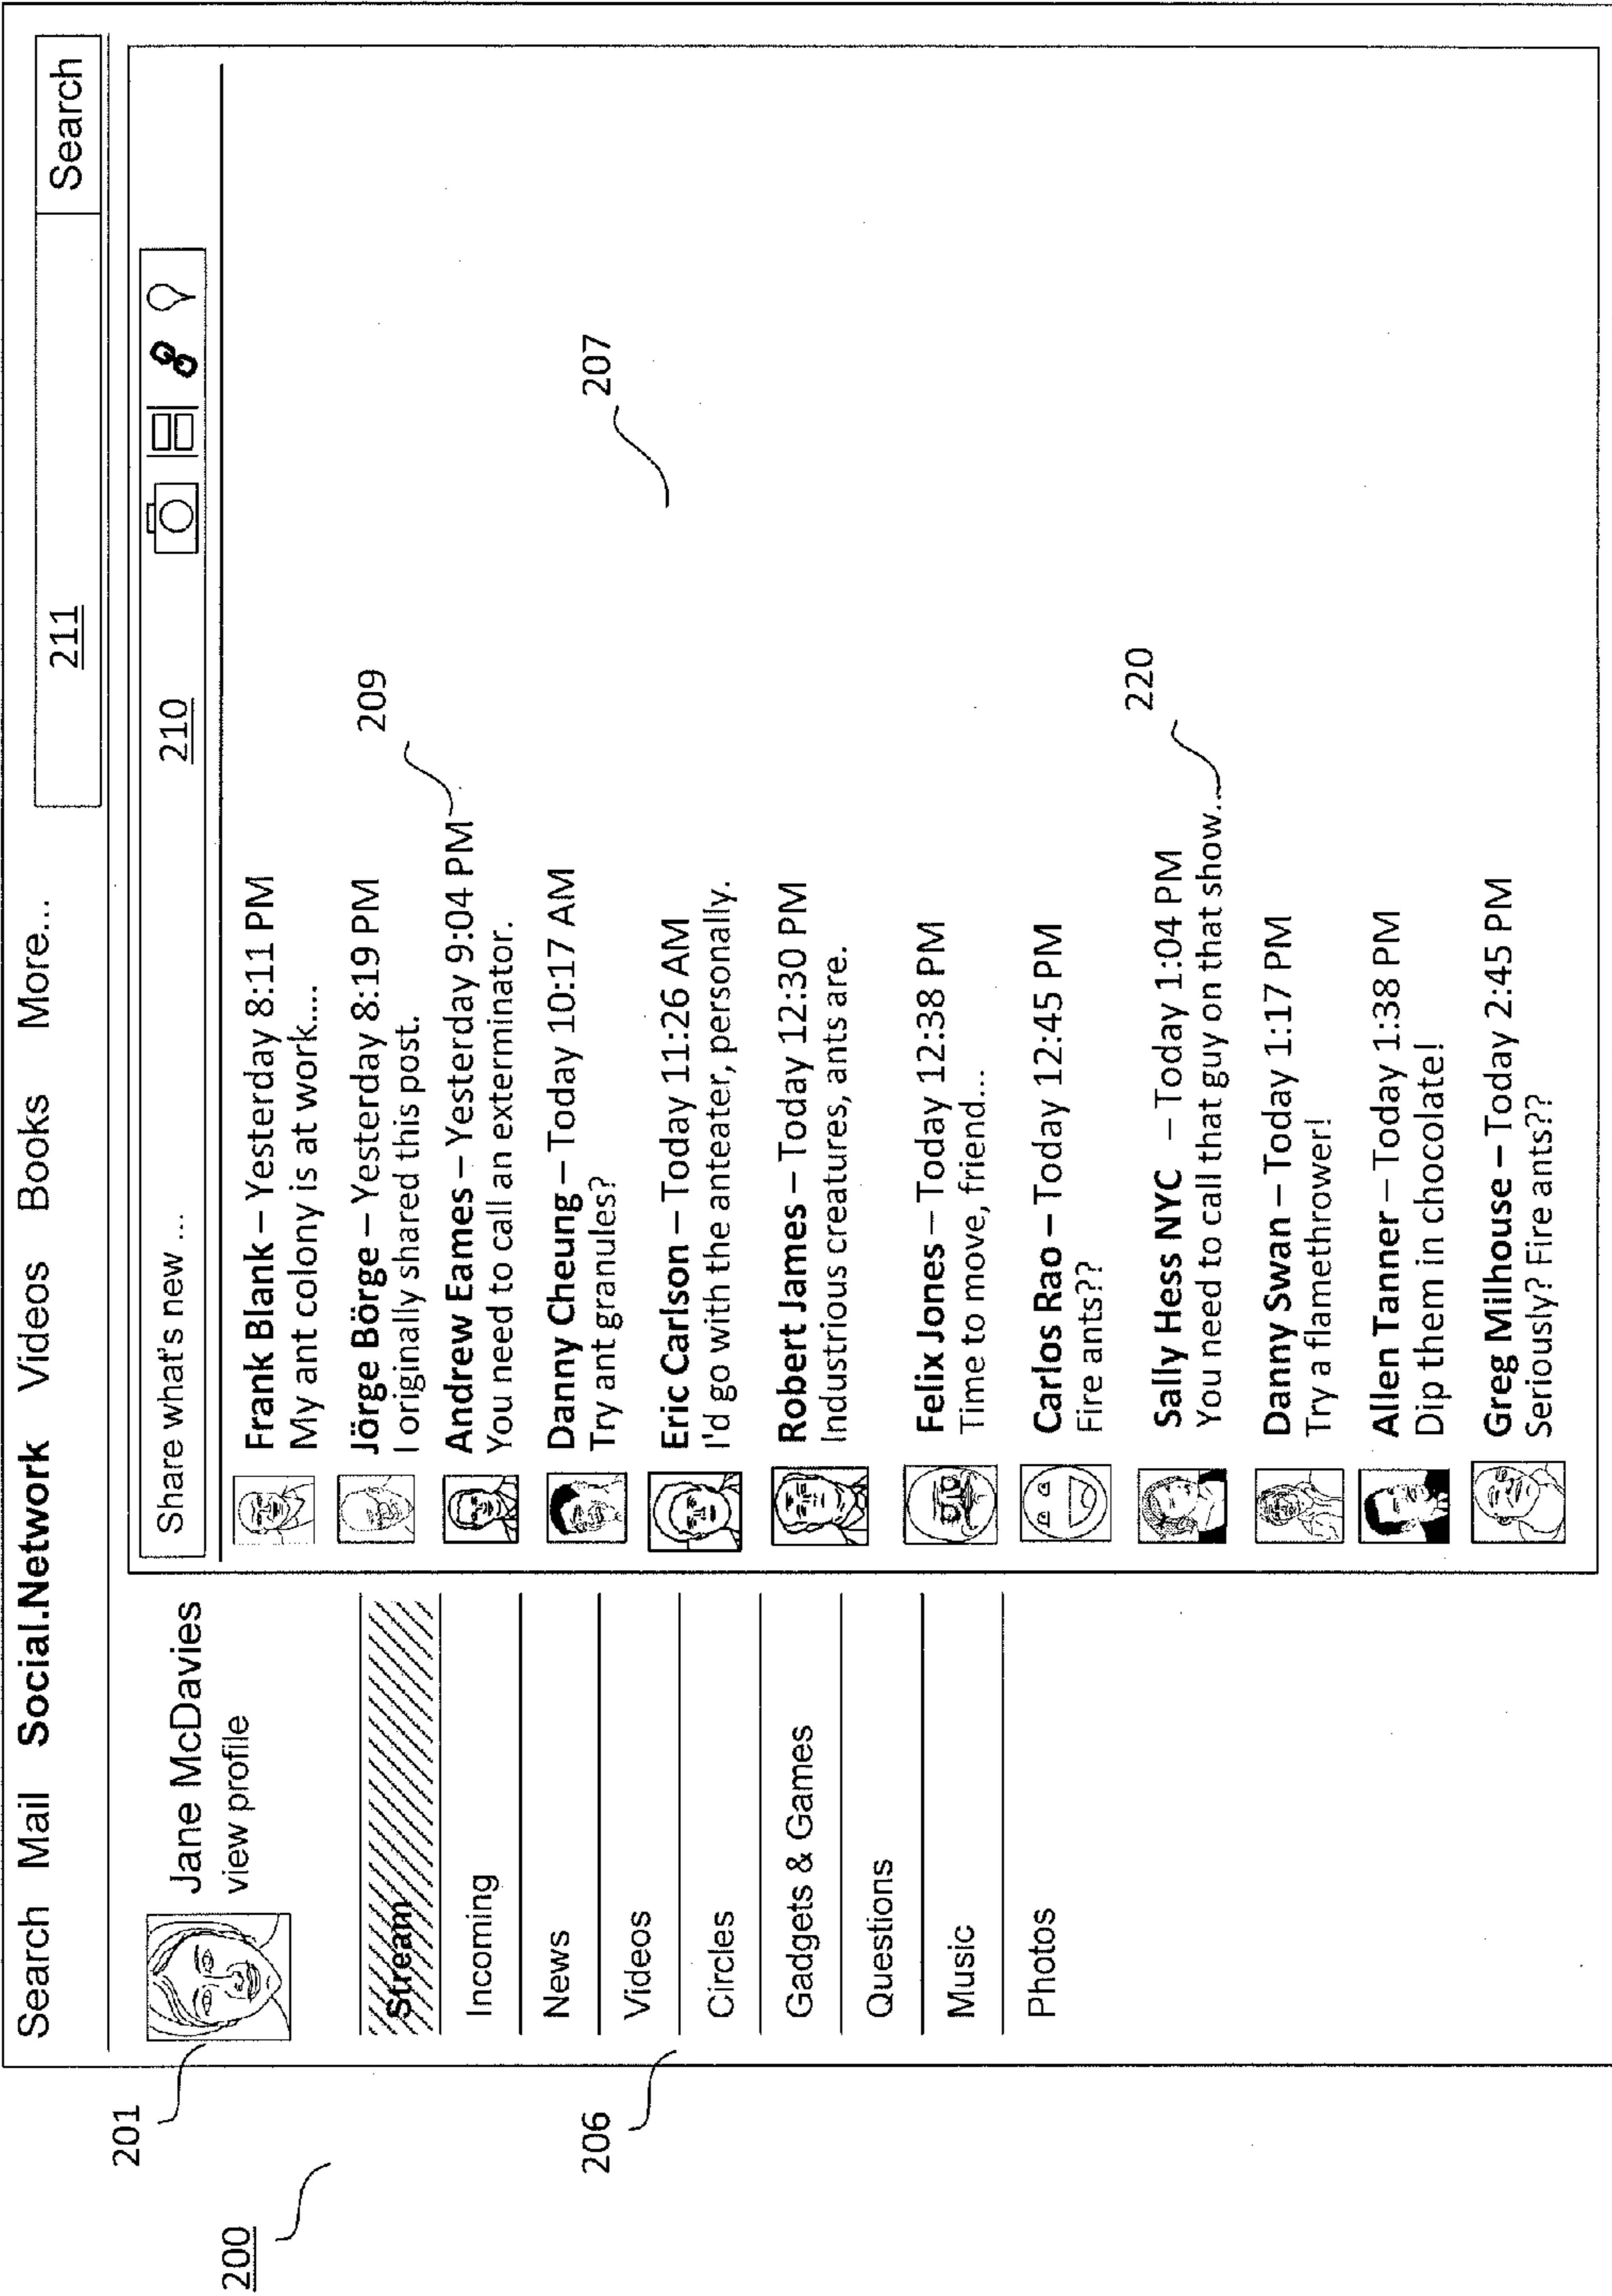 Search Mail Social.Network Videos Books More...
211
Search
201
200
Jane McDavies
view profile
Stream
Incoming
News
Videos
Circles
Gadgets & Games
Questions
Music
Photos
206
Share what's new ...
210
Frank Blank – Yesterday 8:11 PM
My ant colony is at work....
Jörge Börge – Yesterday 8:19 PM
I originally shared this post.
209
Andrew Eames – Yesterday 9:04 PM
You need to call an exterminator.
Danny Cheung – Today 10:17 AM
Try ant granules?
207
Eric Carlson – Today 11:26 AM
I'd go with the anteater, personally.
Robert James – Today 12:30 PM
Industrious creatures, ants are.
Felix Jones – Today 12:38 PM
Time to move, friend...
Carlos Rao – Today 12:45 PM
Fire ants??
220
Sally Hess NYC – Today 1:04 PM
You need to call that guy on that show...
Danny Swan – Today 1:17 PM
Try a flamethrower!
Allen Tanner – Today 1:38 PM
Dip them in chocolate!
Greg Milhouse – Today 2:45 PM
Seriously? Fire ants??